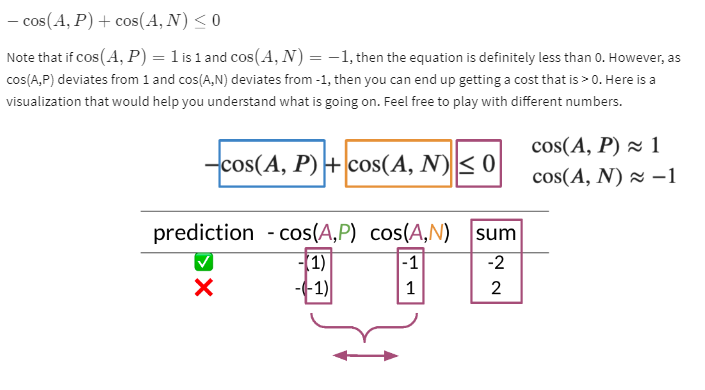 − cos(A, P) + cos(A, N) ≤ 0
Note that if cos(A, P) = 1 is 1 and cos(A, N) = −1, then the equation is definitely less than 0. However, as
cos(A,P) deviates from 1 and cos(A,N) deviates from -1, then you can end up getting a cost that is > 0. Here is a
visualization that would help you understand what is going on. Feel free to play with different numbers.
−cos(A, P) + cos(A, N) ≤ 0
cos(A, P) ≈ 1
cos(A, N) ≈ −1
prediction - cos(A,P) cos(A,N) sum
✅ -(1) -1 -2
❌ -(-1) 1 2